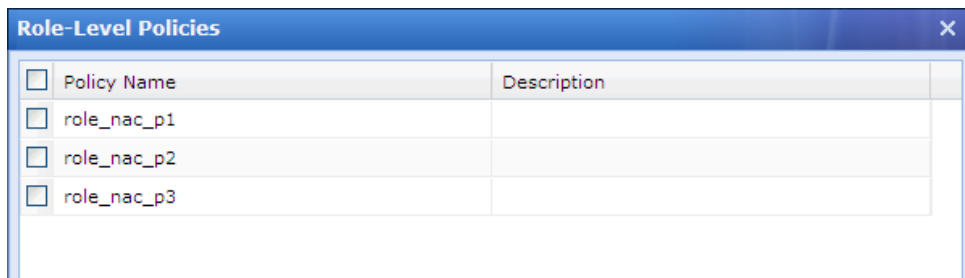 Role-Level Policies
Policy Name Description
role_nac_p1
role_nac_p2
role_nac_p3